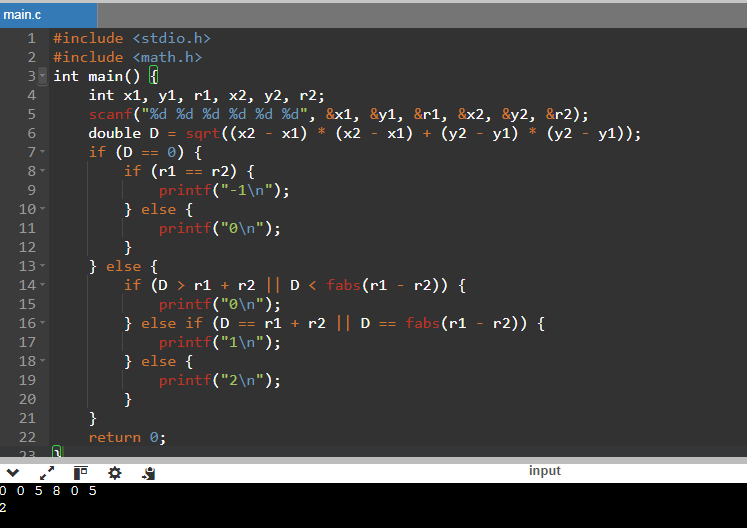 main.c
1 #include <stdio.h>
2 #include <math.h>
3 int main() {
4 int x1, y1, r1, x2, y2, r2;
5 scanf("%d %d %d %d %d %d", &x1, &y1, &r1, &x2, &y2, &r2);
6 double D = sqrt((x2 - x1) * (x2 - x1) + (y2 - y1) * (y2 - y1));
7 if (D == 0) {
8 if (r1 == r2) {
9 printf("-1\n");
10 } else {
11 printf("0\n");
12 }
13 } else {
14 if (D > r1 + r2 || D < fabs(r1 - r2)) {
15 printf("0\n");
16 } else if (D == r1 + r2 || D == fabs(r1 - r2)) {
17 printf("1\n");
18 } else {
19 printf("2\n");
20 }
21 }
22 return 0;
23 }
input
0 0 5 8 0 5
2